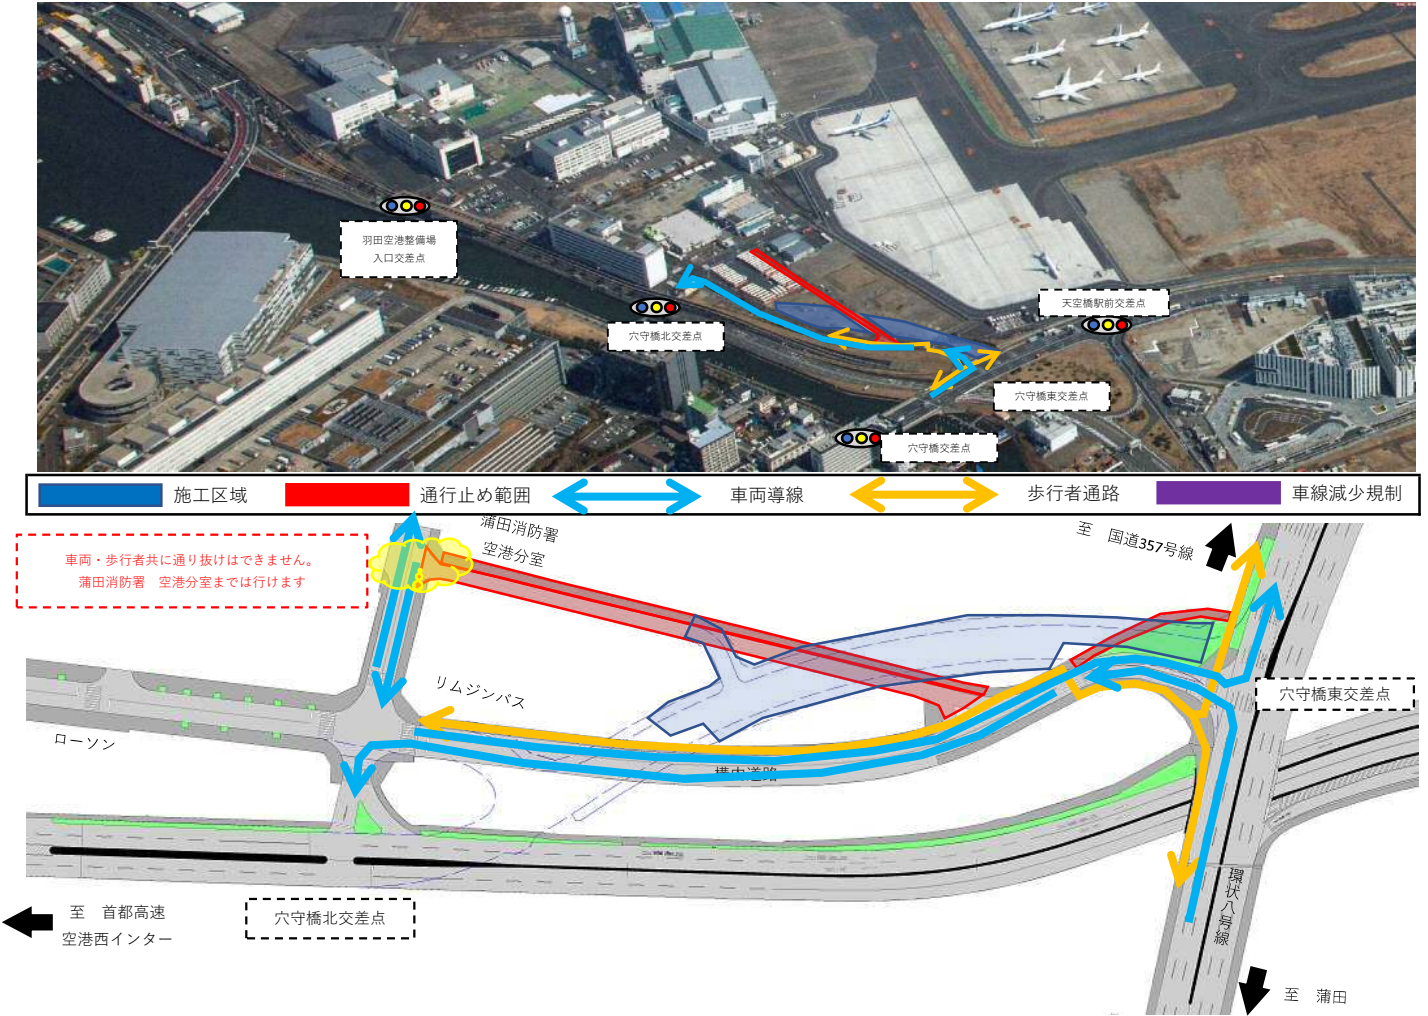 羽田空港整備場
入口交差点
穴守橋北交差点
天空橋駅前交差点
穴守橋東交差点
穴守橋交差点
施工区域
通行止め範囲
車両導線
歩行者通路
車線減少規制
車両・歩行者共に通り抜けはできません。
蒲田消防署　空港分室までは行けます
蒲田消防署
空港分室
至　国道357号線
リムジンバス
穴守橋東交差点
ローソン
構内道路
環状八号線
至　首都高速
空港西インター
穴守橋北交差点
至　蒲田